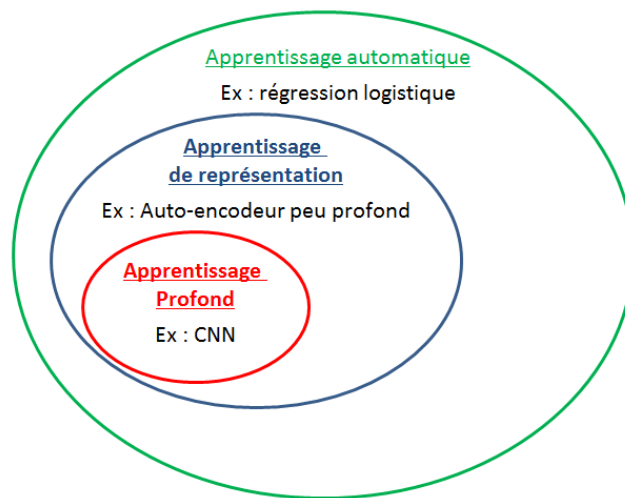 Apprentissage automatique
Ex : régression logistique
Apprentissage
de représentation
Ex : Auto-encodeur peu profond
Apprentissage
Profond
Ex : CNN